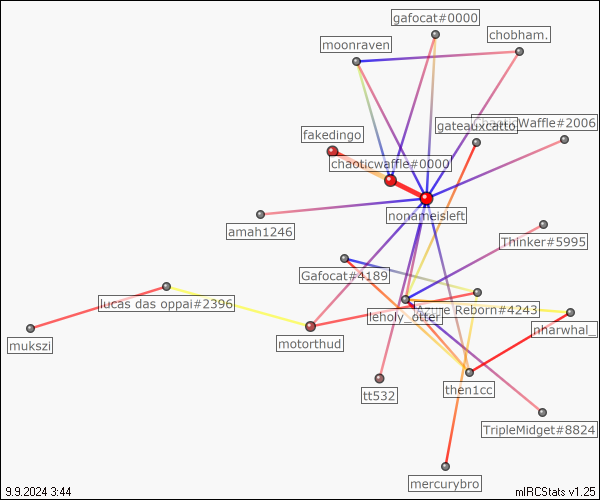 gafocat#0000
chobham.
moonraven
ChaoticWaffle#2006
gateauxcatto
fakedingo
chaoticwaffle#0000
nonameisleft
amah1246
Thinker#5995
Gafocat#4189
lucas das oppai#2396
Azure Reborn#4243
leholy_otter
nharwhal_
mukszi
motorthud
tt532
then1cc
TripleMidget#8824
mercurybro
9.9.2024 3:44
mIRCStats v1.25